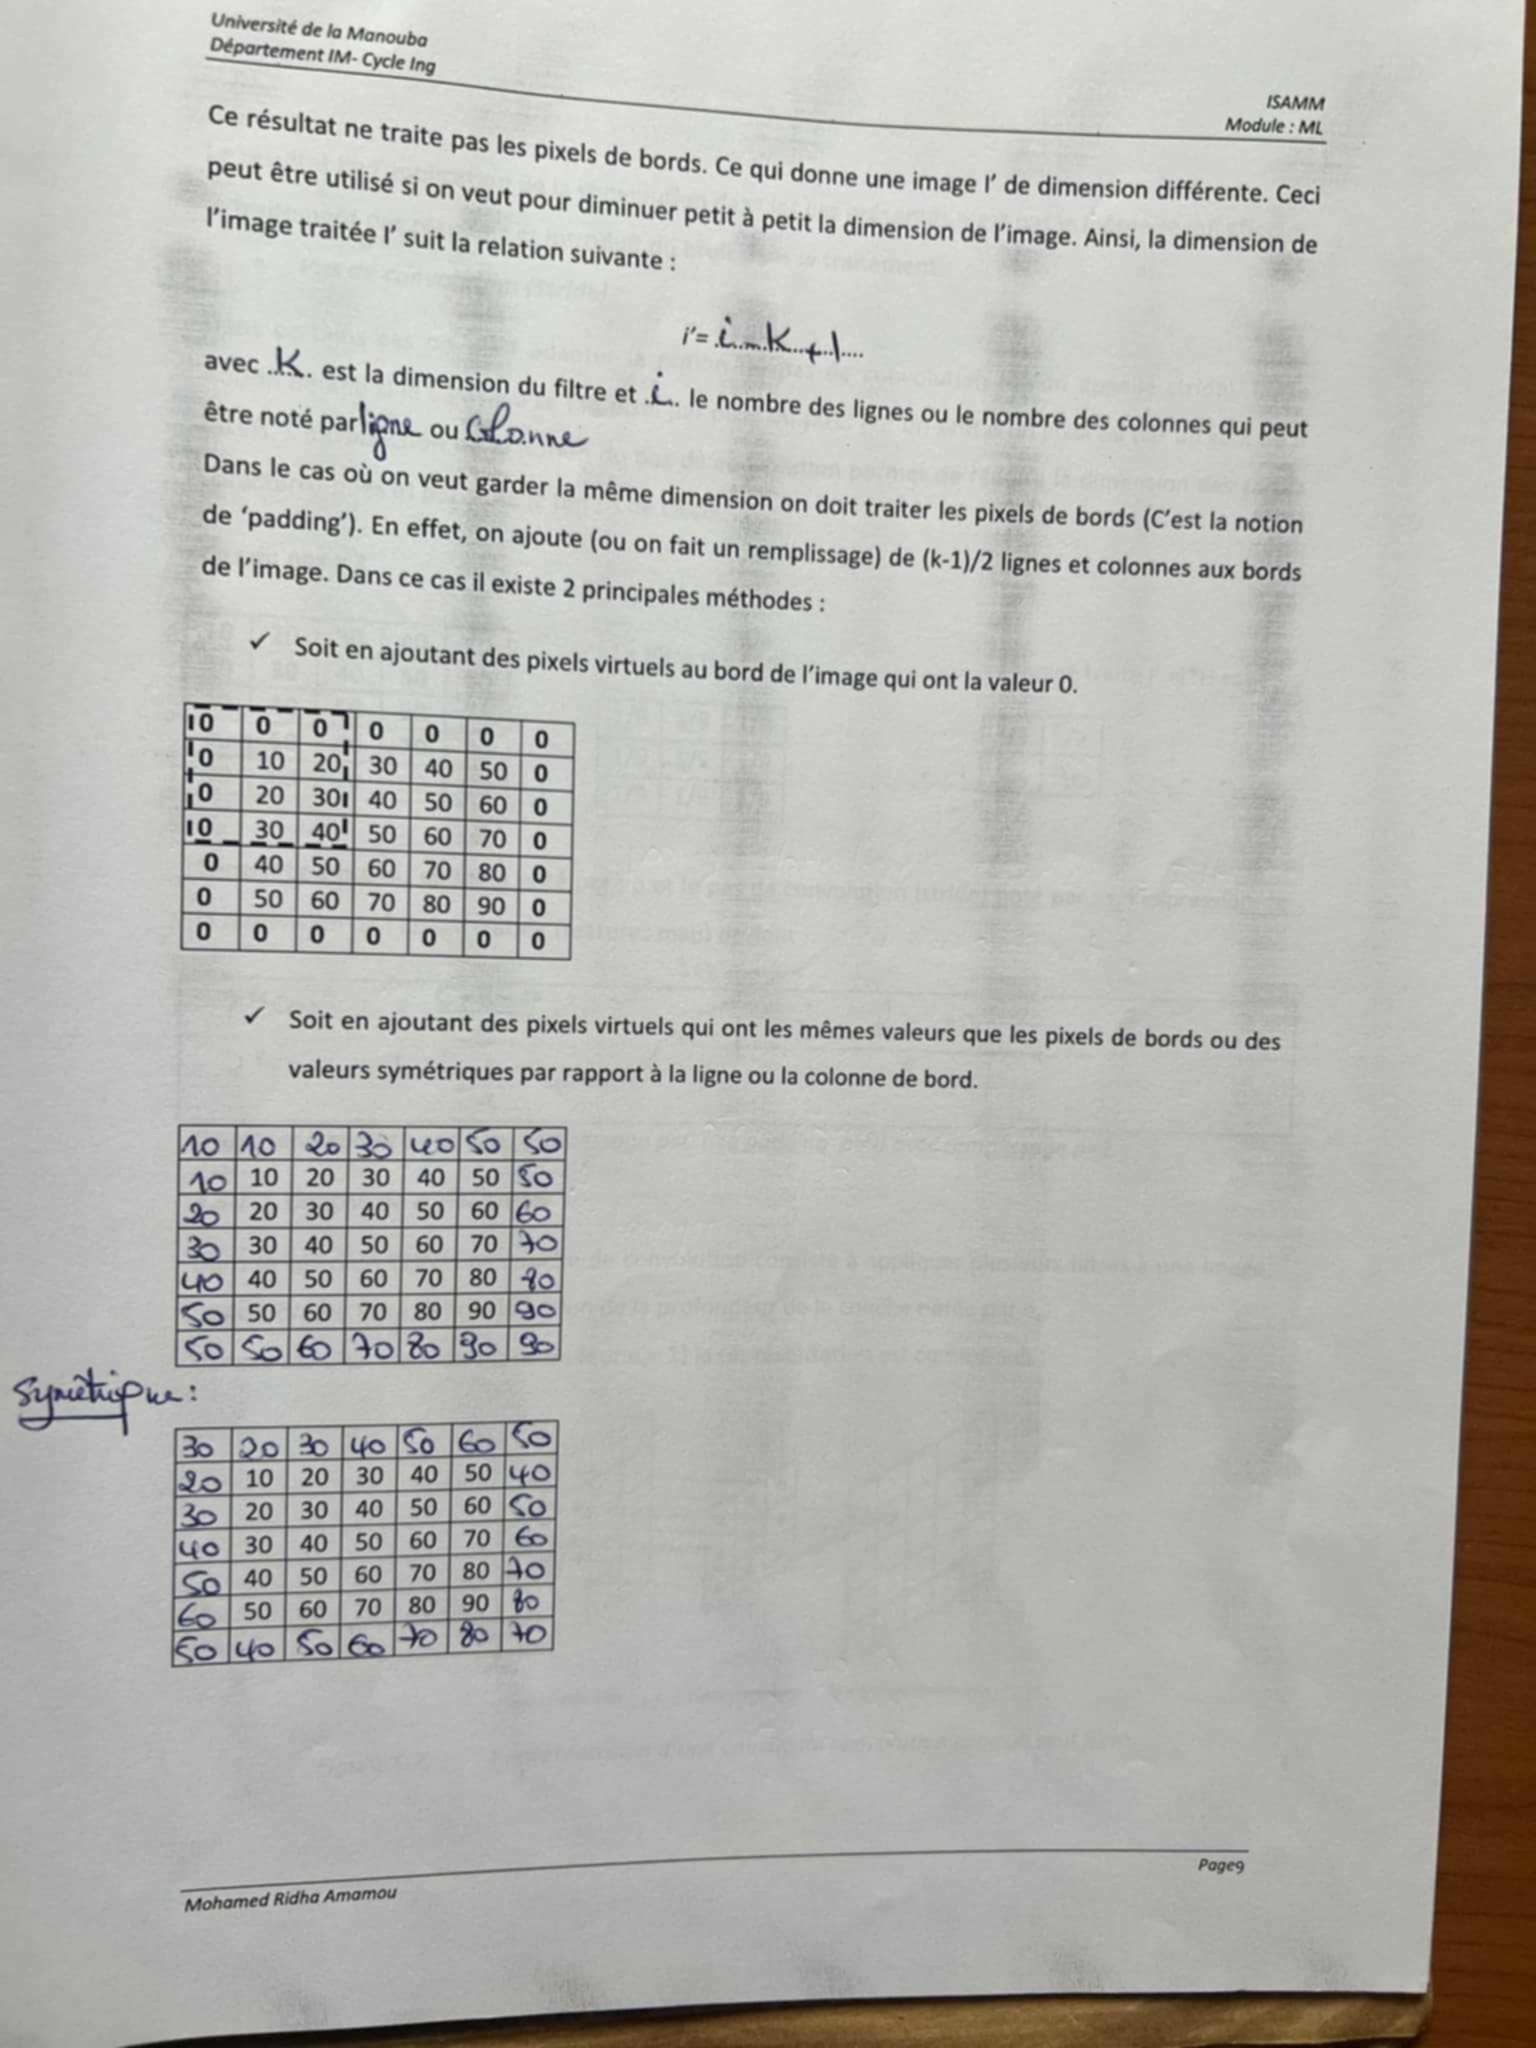 Université de la Manouba
Département IM- Cycle Ing
ISAMM
Module : ML
Ce résultat ne traite pas les pixels de bords. Ce qui donne une image I' de dimension différente. Ceci
peut être utilisé si on veut pour diminuer petit à petit la dimension de l'image. Ainsi, la dimension de
l'image traitée I' suit la relation suivante :
i'= i - K + 1
avec K est la dimension du filtre et i le nombre des lignes ou le nombre des colonnes qui peut
être noté par ligne ou Colonne
Dans le cas où on veut garder la même dimension on doit traiter les pixels de bords (C'est la notion
de 'padding'). En effet, on ajoute (ou on fait un remplissage) de (k-1)/2 lignes et colonnes aux bords
de l'image. Dans ce cas il existe 2 principales méthodes :
✓ Soit en ajoutant des pixels virtuels au bord de l'image qui ont la valeur 0.
0 0 0 0 0 0 0
0 10 20 30 40 50 0
0 20 30 40 50 60 0
0 30 40 50 60 70 0
0 40 50 60 70 80 0
0 50 60 70 80 90 0
0 0 0 0 0 0 0
✓ Soit en ajoutant des pixels virtuels qui ont les mêmes valeurs que les pixels de bords ou des
valeurs symétriques par rapport à la ligne ou la colonne de bord.
10 10 20 30 40 50 50
10 10 20 30 40 50 50
20 20 30 40 50 60 60
30 30 40 50 60 70 70
40 40 50 60 70 80 80
50 50 60 70 80 90 90
50 50 60 70 80 90 90
Symétrique :
30 20 30 40 50 60 50
20 10 20 30 40 50 40
30 20 30 40 50 60 50
40 30 40 50 60 70 60
50 40 50 60 70 80 70
60 50 60 70 80 90 80
50 40 50 60 70 80 70
Page9
Mohamed Ridha Amamou